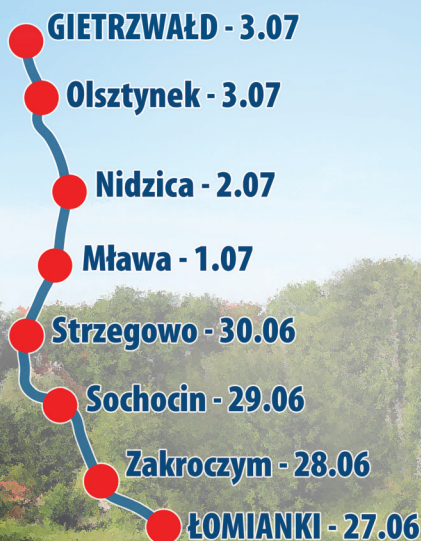 GIETRZWAŁD - 3.07
Olsztynek - 3.07
Nidzica - 2.07
Mława - 1.07
Strzegowo - 30.06
Sochocin - 29.06
Zakroczym - 28.06
ŁOMIANKI - 27.06